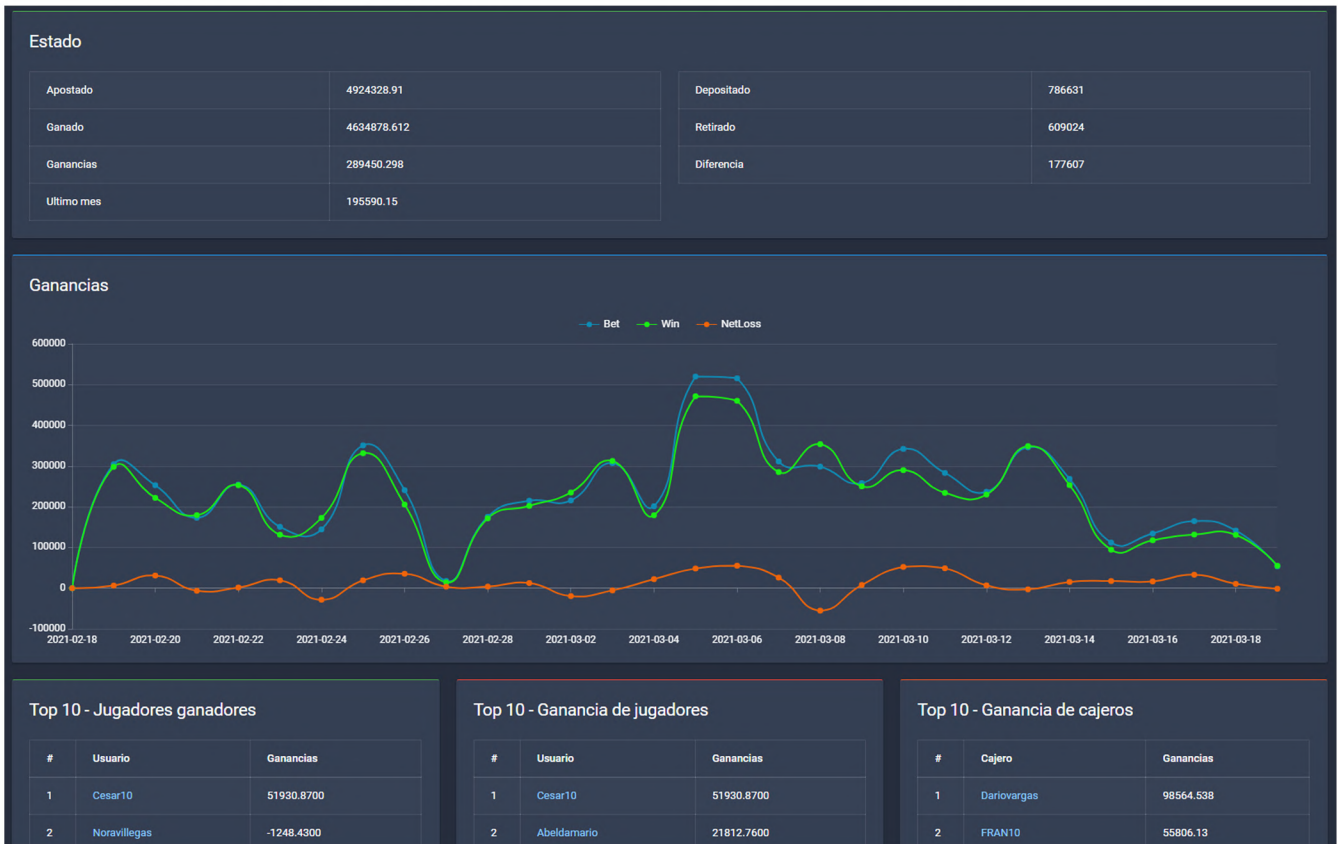 Estado
Apostado 4924328.91
Ganado 4634878.612
Ganancias 289450.298
Ultimo mes 195590.15
Depositado 786631
Retirado 609024
Diferencia 177607
Ganancias
Bet Win NetLoss
600000
500000
400000
300000
200000
100000
0
-100000
2021-02-18 2021-02-20 2021-02-22 2021-02-24 2021-02-26 2021-02-28 2021-03-02 2021-03-04 2021-03-06 2021-03-08 2021-03-10 2021-03-12 2021-03-14 2021-03-16 2021-03-18
Top 10 - Jugadores ganadores
# Usuario Ganancias
1 Cesar10 51930.8700
2 Noravillegas -1248.4300
Top 10 - Ganancia de jugadores
# Usuario Ganancias
1 Cesar10 51930.8700
2 Abeldamario 21812.7600
Top 10 - Ganancia de cajeros
# Cajero Ganancias
1 Dariovargas 98564.538
2 FRAN10 55806.13